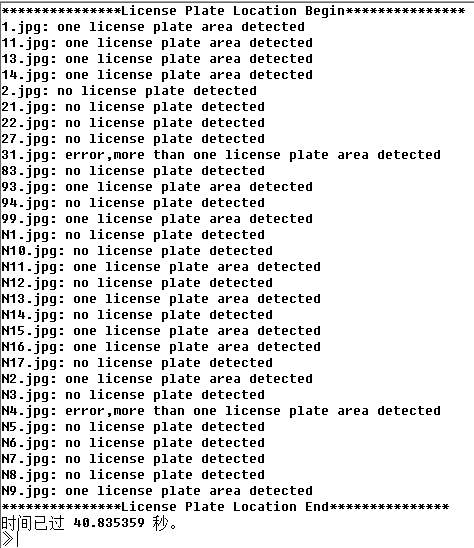 ***************License Plate Location Begin***************
1.jpg: one license plate area detected
11.jpg: one license plate area detected
13.jpg: one license plate area detected
14.jpg: one license plate area detected
2.jpg: no license plate detected
21.jpg: no license plate detected
22.jpg: no license plate detected
27.jpg: no license plate detected
31.jpg: error,more than one license plate area detected
83.jpg: no license plate detected
93.jpg: one license plate area detected
94.jpg: no license plate detected
99.jpg: one license plate area detected
N1.jpg: no license plate detected
N10.jpg: no license plate detected
N11.jpg: one license plate area detected
N12.jpg: no license plate detected
N13.jpg: one license plate area detected
N14.jpg: no license plate detected
N15.jpg: one license plate area detected
N16.jpg: one license plate area detected
N17.jpg: no license plate detected
N2.jpg: one license plate area detected
N3.jpg: no license plate detected
N4.jpg: error,more than one license plate area detected
N5.jpg: no license plate detected
N6.jpg: no license plate detected
N7.jpg: no license plate detected
N8.jpg: no license plate detected
N9.jpg: one license plate area detected
***************License Plate Location End***************
时间已过 40.835359 秒。
>>